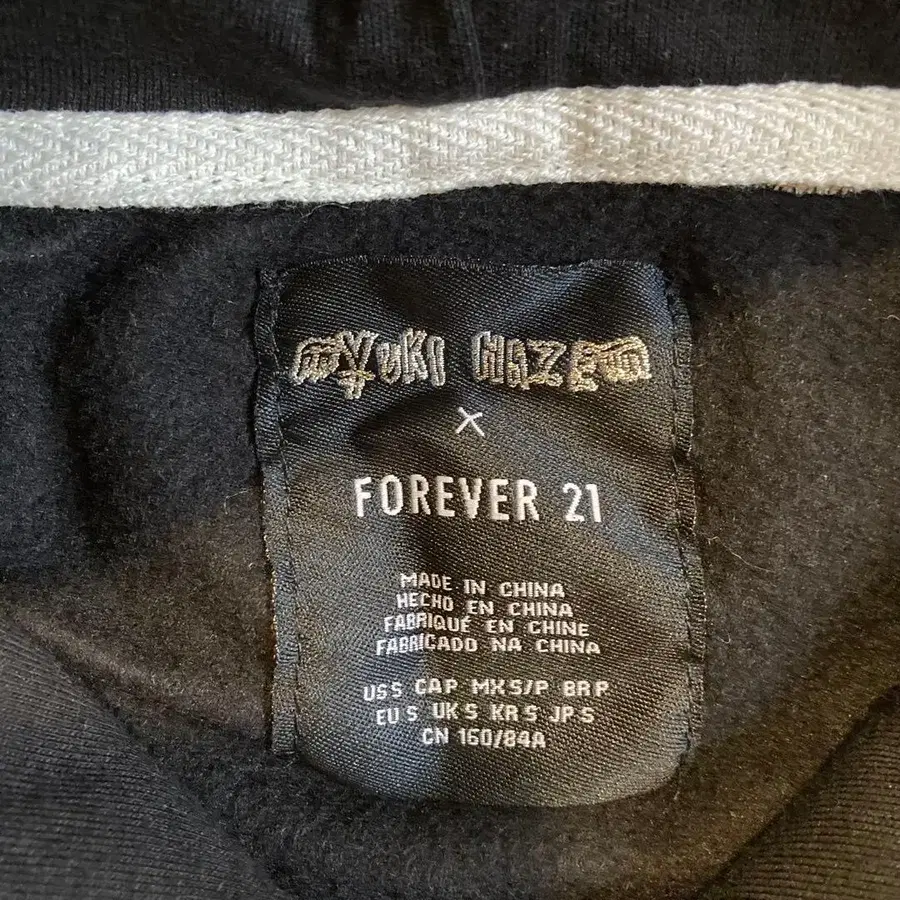 YUKI HAZE
X
FOREVER 21
MADE IN CHINA
HECHO EN CHINA
FABRIQUÉ EN CHINE
FABRICADO NA CHINA
US S CA P MX S/P BR P
EU S UK S KR S JP S
CN 160/84A